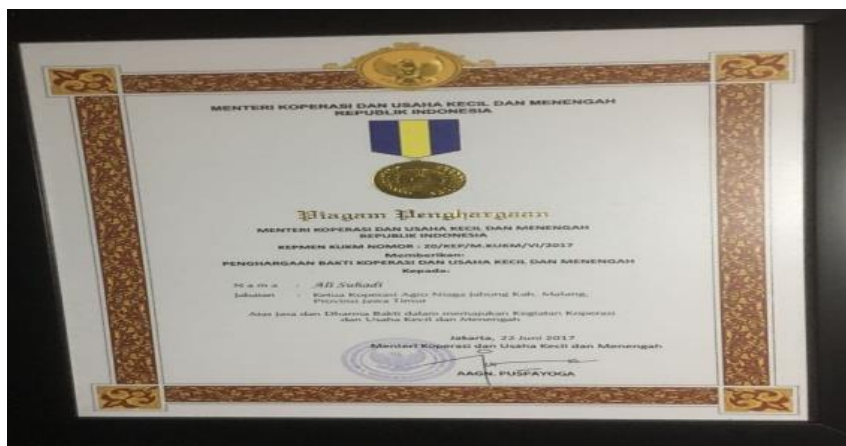 MENTERI KOPERASI DAN USAHA KECIL DAN MENENGAH
REPUBLIK INDONESIA
Piagam Penghargaan
MENTERI KOPERASI DAN USAHA KECIL DAN MENENGAH
REPUBLIK INDONESIA
KEPMEN KUKM NOMOR : 20/KEP/M.KUKM/VI/2017
Memberikan:
PENGHARGAAN BAKTI KOPERASI DAN USAHA KECIL DAN MENENGAH
Kepada:
Nama : Ali Suhadi
Jabatan : Ketua Koperasi Agro Niaga Jabung Kab. Malang,
Provinsi Jawa Timur
Atas Jasa dan Dharma Bakti dalam memajukan Kegiatan Koperasi
dan Usaha Kecil dan Menengah
Jakarta, 22 Juni 2017
Menteri Koperasi dan Usaha Kecil dan Menengah
AAGN. PUSPAYOGA